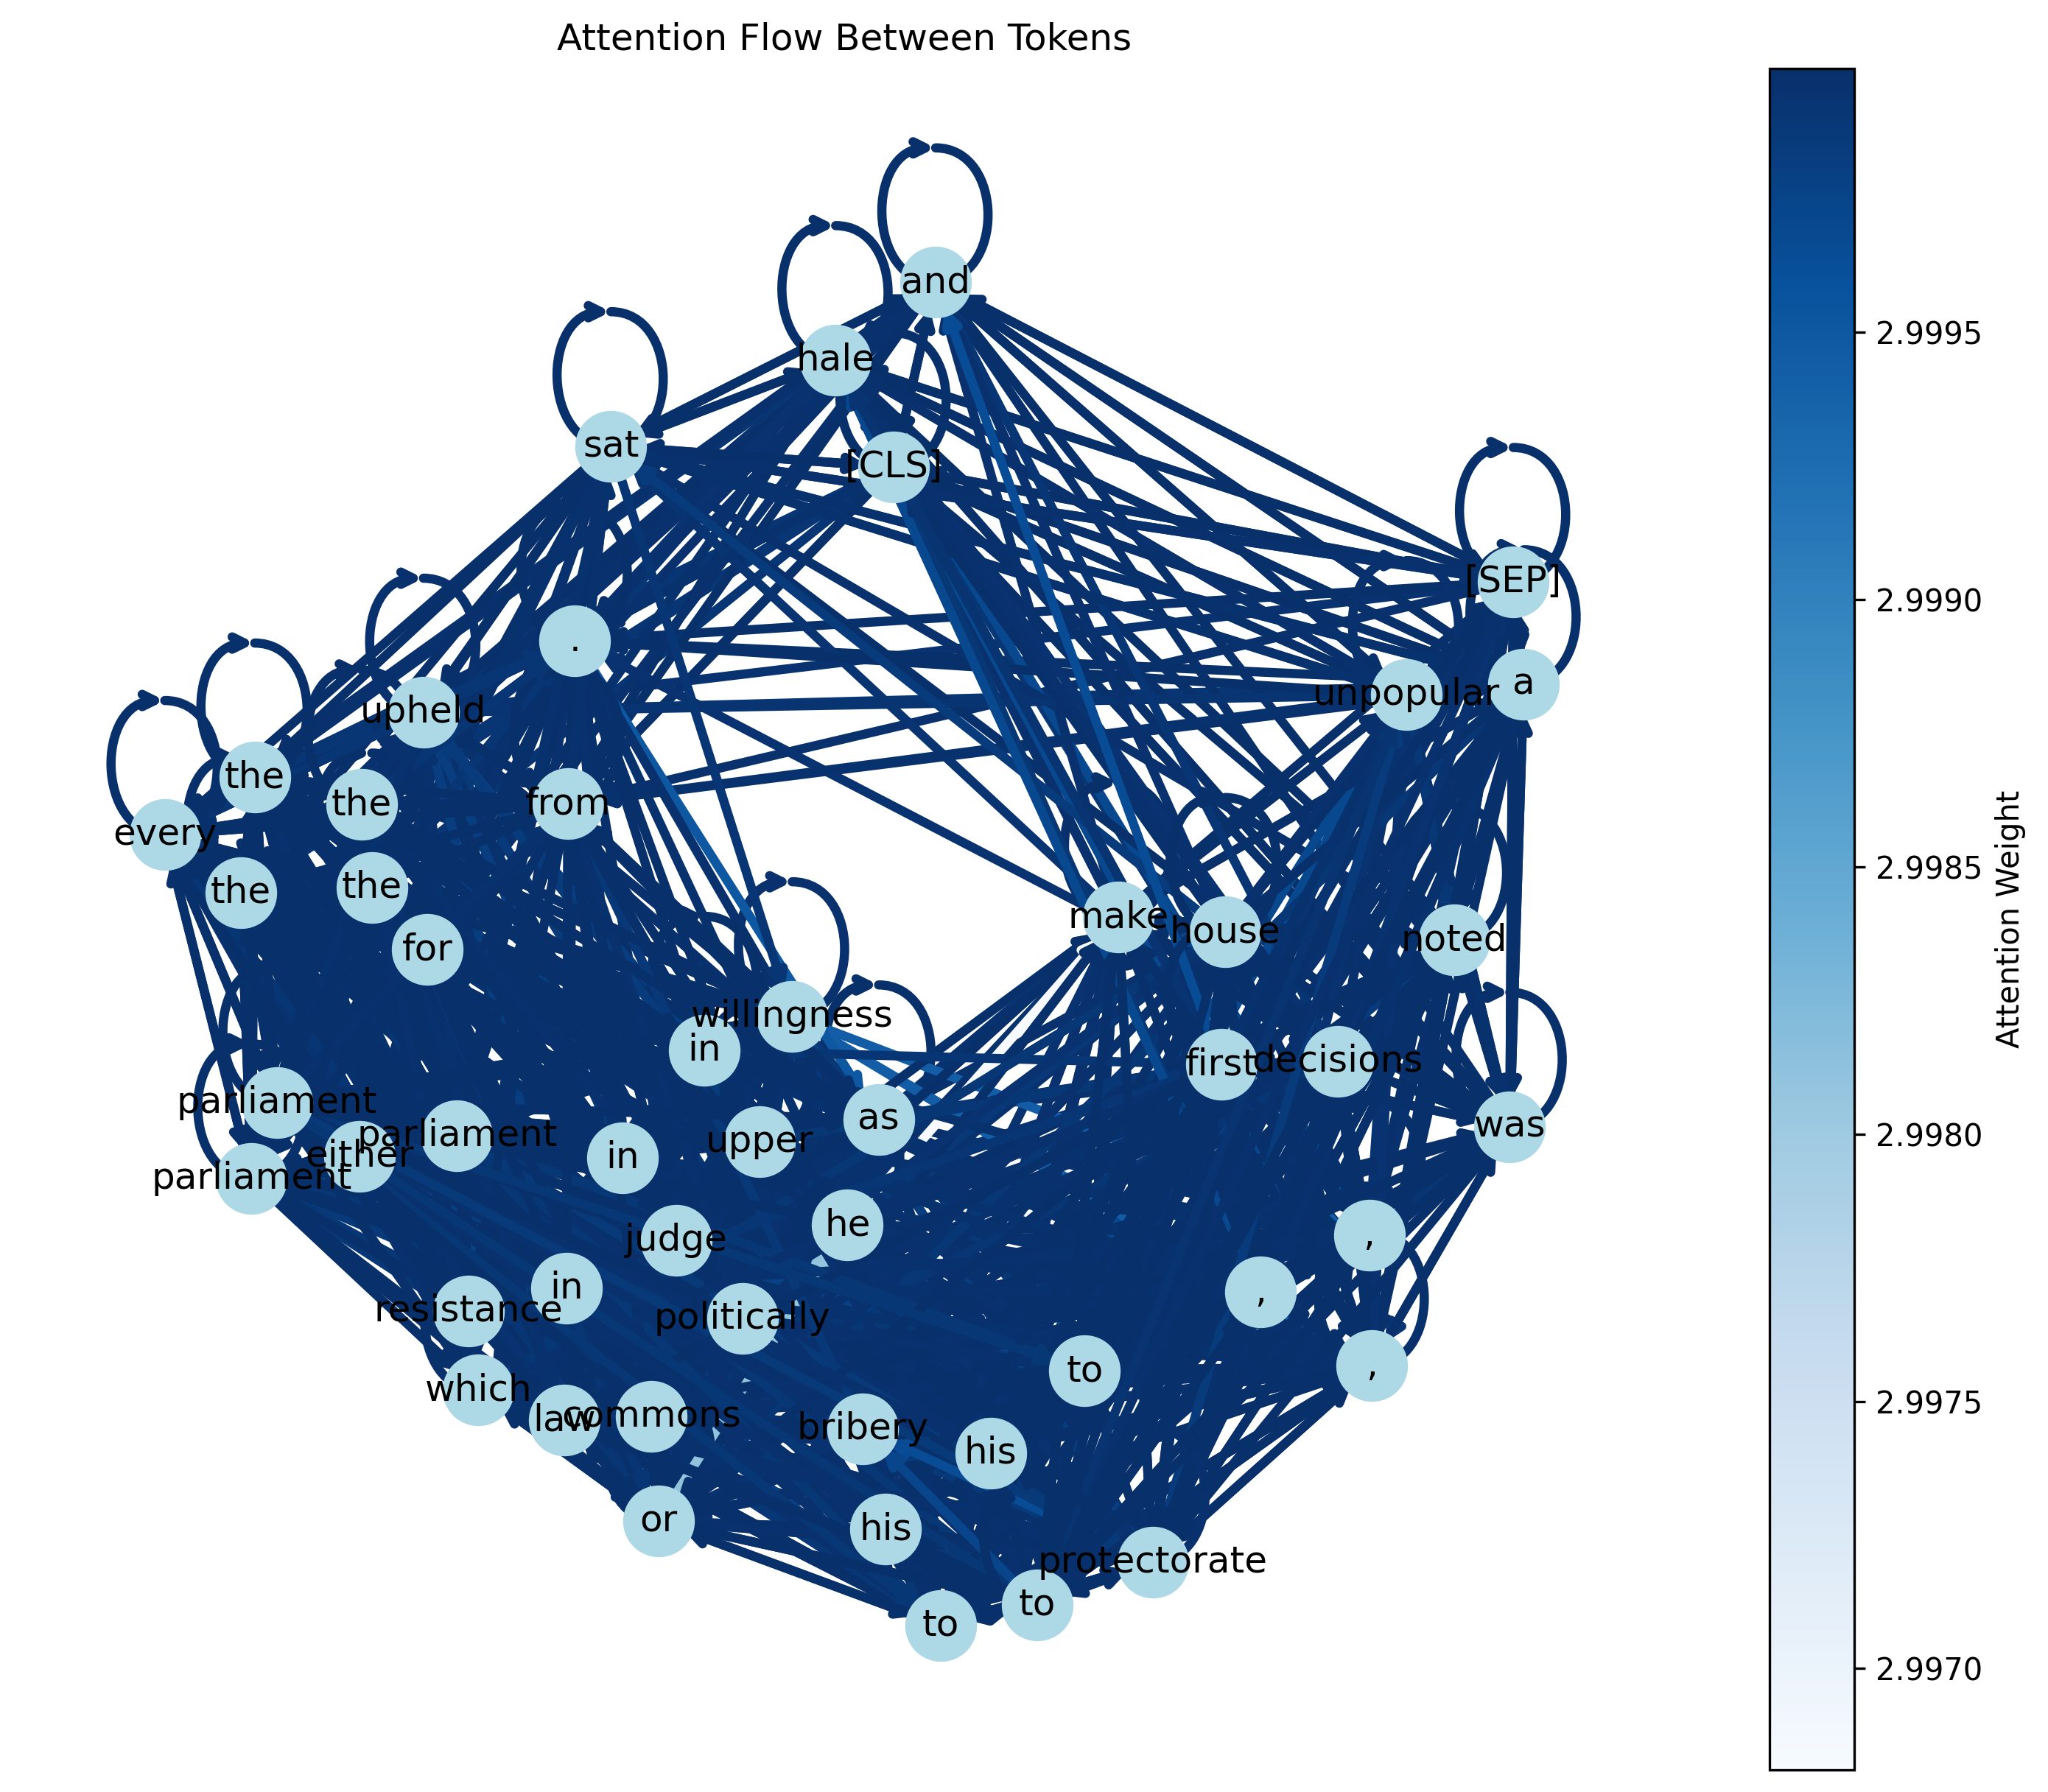 Attention Flow Between Tokens
and
hale
sat
[CLS]
[SEP]
.
a
unpopular
upheld
the
the
from
every
the
the
for
make
house
noted
willingness
in
first
decisions
parliament
as
was
parliament
upper
either
in
parliament
he
,
judge
in
,
resistance
politically
to
,
which
law
commons
bribery
his
or
his
protectorate
to
to
2.9995
2.9990
2.9985
2.9980
2.9975
2.9970
Attention Weight